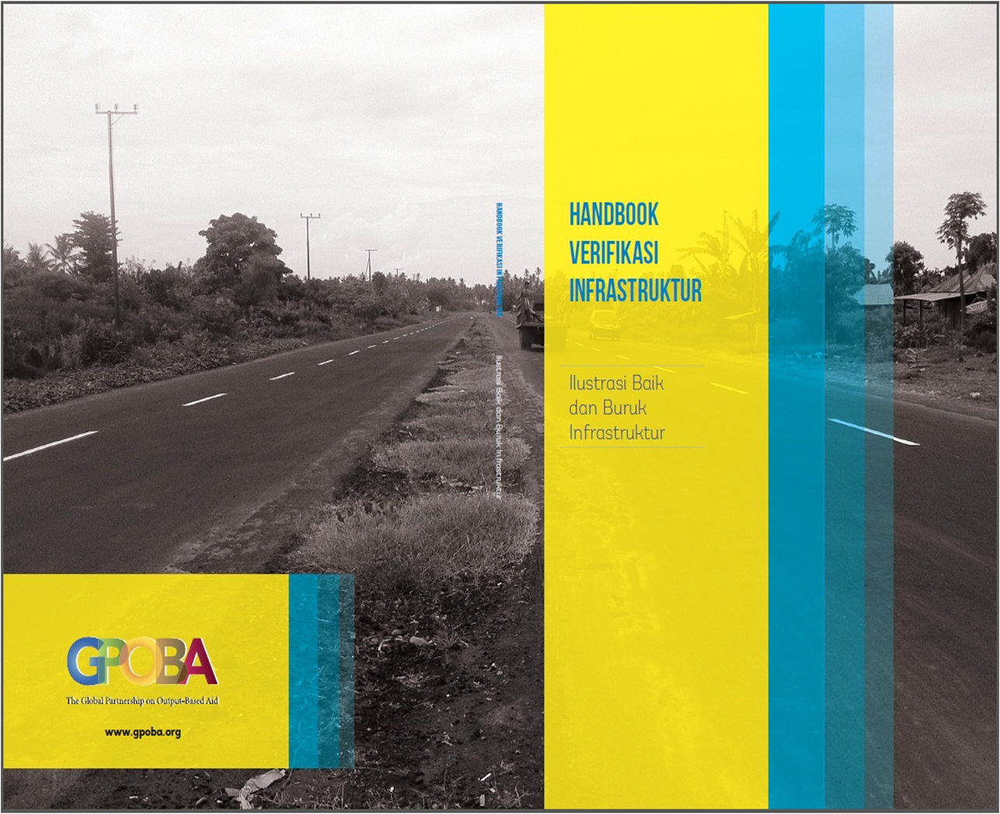 HANDBOOK
VERIFIKASI
INFRASTRUKTUR
Ilustrasi Baik
dan Buruk
Infrastruktur
HANDBOOK VERIFIKASI INFRASTRUKTUR
Ilustrasi Baik dan Buruk Infrastruktur
GPOBA
The Global Partnership on Output-Based Aid
www.gpoba.org